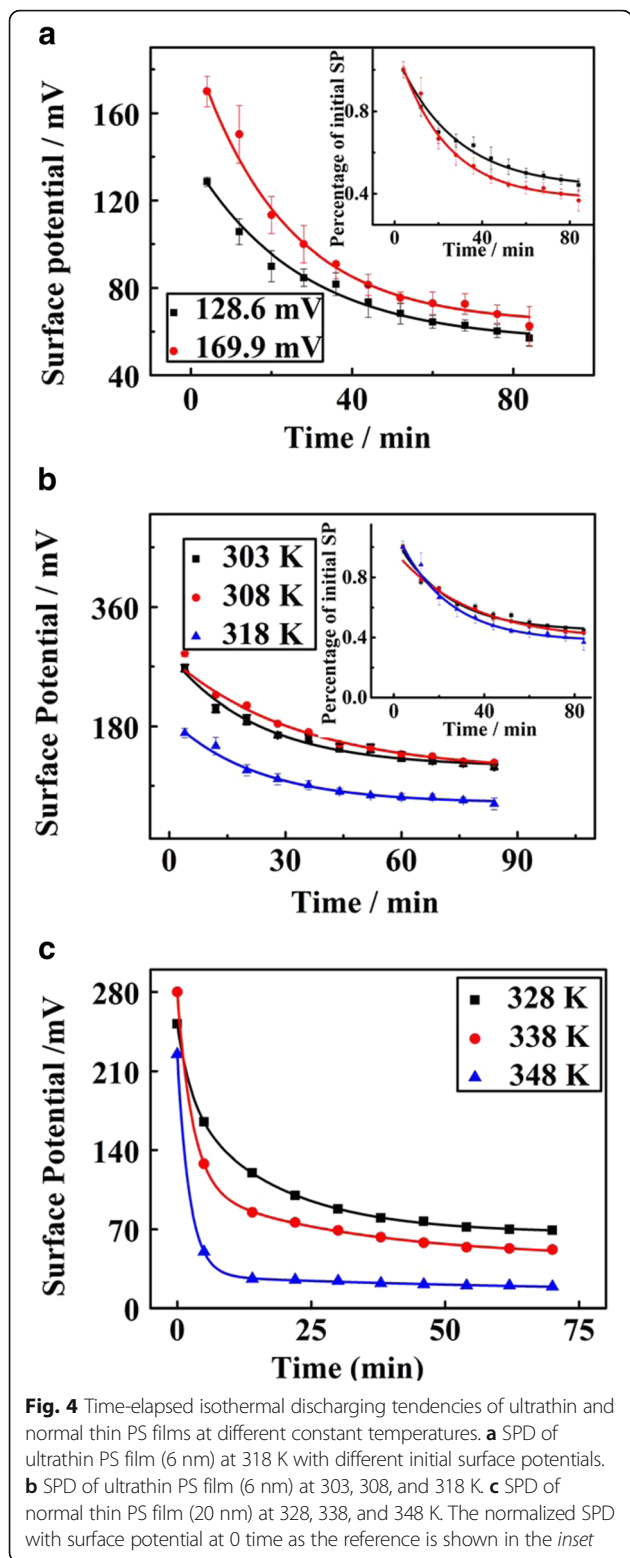 a
Surface potential / mV
160
120
80
40
0
40
80
Time / min
128.6 mV
169.9 mV
Percentage of initial SP
0.8
0.4
0
40
80
Time / min
b
Surface Potential / mV
360
180
0
30
60
90
Time / min
303 K
308 K
318 K
Percentage of initial SP
0.8
0.4
0.0
0
40
80
Time / min
c
Surface Potential /mV
280
210
140
70
0
0
25
50
75
Time (min)
328 K
338 K
348 K
Fig. 4 Time-elapsed isothermal discharging tendencies of ultrathin and
normal thin PS films at different constant temperatures. a SPD of
ultrathin PS film (6 nm) at 318 K with different initial surface potentials.
b SPD of ultrathin PS film (6 nm) at 303, 308, and 318 K. c SPD of
normal thin PS film (20 nm) at 328, 338, and 348 K. The normalized SPD
with surface potential at 0 time as the reference is shown in the inset